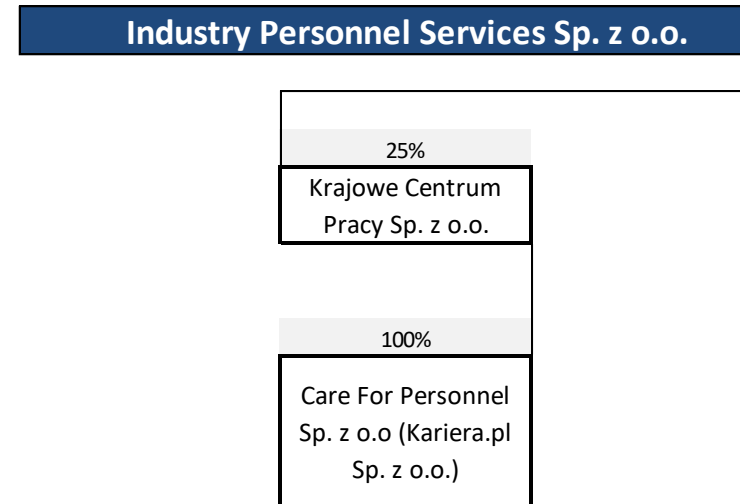 Industry Personnel Services Sp. z o.o.
25%
Krajowe Centrum
Pracy Sp. z o.o.
100%
Care For Personnel
Sp. z o.o (Kariera.pl
Sp. z o.o.)